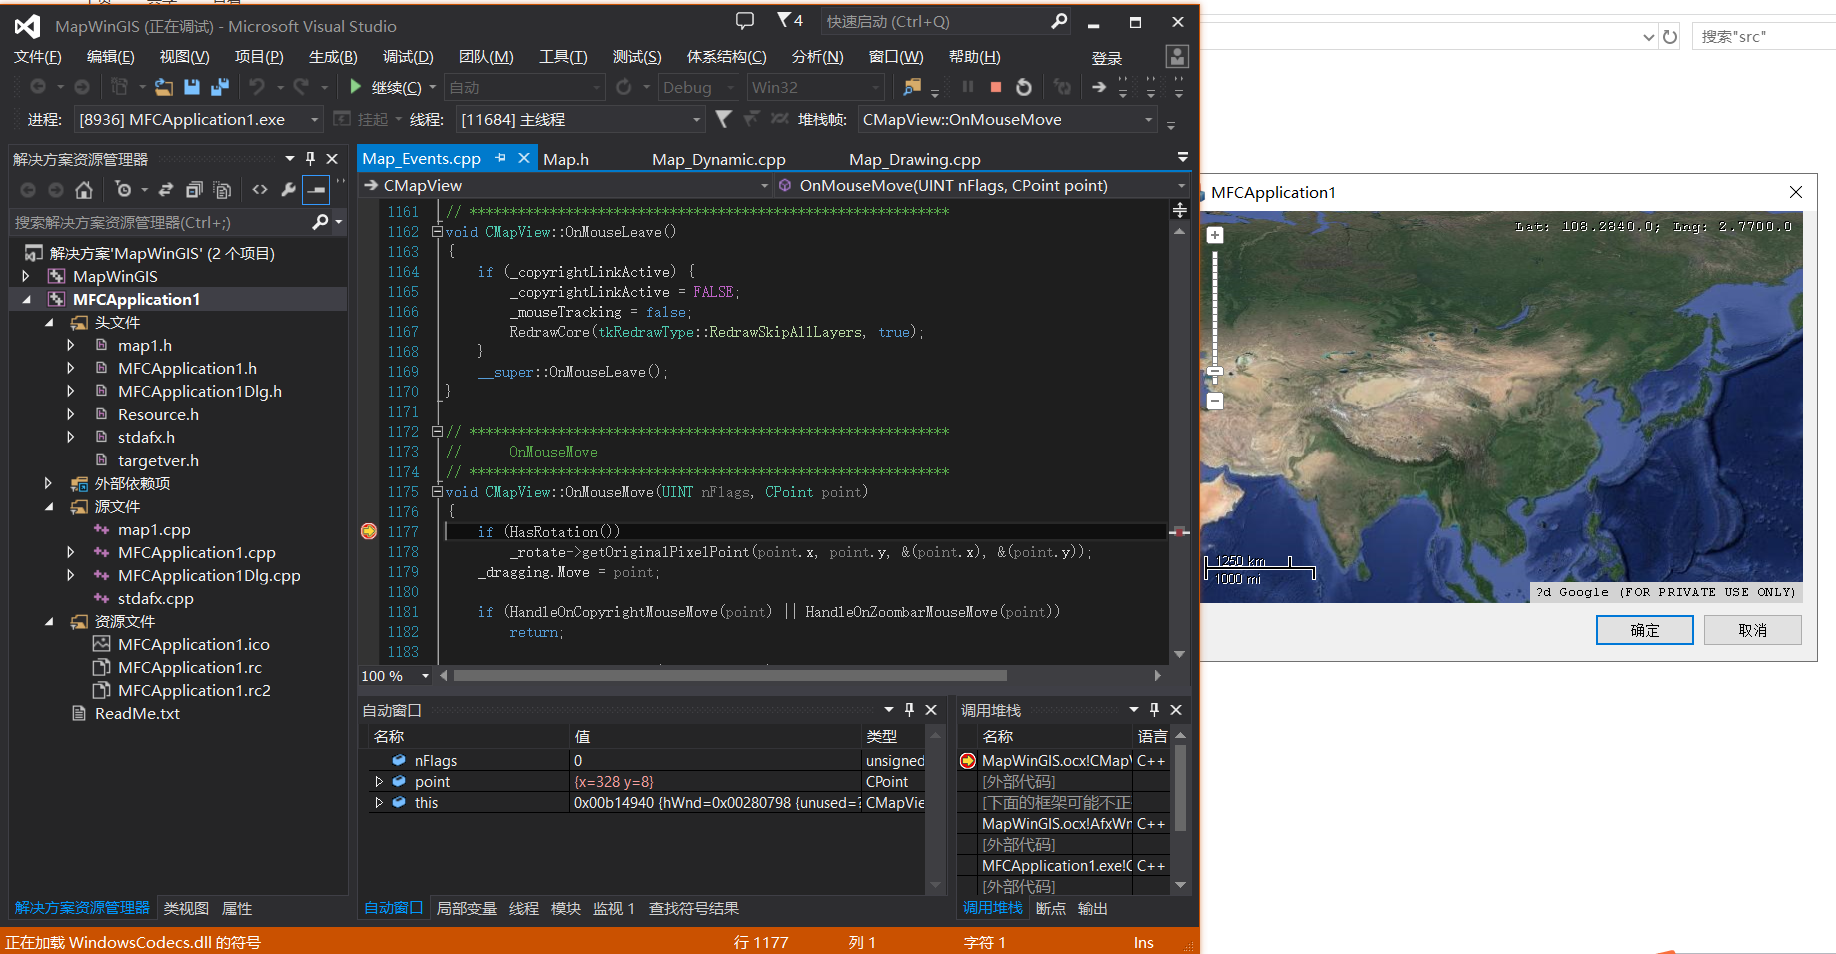 MapWinGIS (正在调试) - Microsoft Visual Studio
4
快速启动 (Ctrl+Q)
文件(F) 编辑(E) 视图(V) 项目(P) 生成(B) 调试(D) 团队(M) 工具(T) 测试(S) 体系结构(C) 分析(N) 窗口(W) 帮助(H) 登录
继续(C) 自动 Debug Win32
进程: [8936] MFCApplication1.exe 挂起 线程: [11684] 主线程 堆栈帧: CMapView::OnMouseMove
解决方案资源管理器
搜索解决方案资源管理器(Ctrl+;)
解决方案'MapWinGIS' (2 个项目)
MapWinGIS
MFCApplication1
头文件
map1.h
MFCApplication1.h
MFCApplication1Dlg.h
Resource.h
stdafx.h
targetver.h
外部依赖项
源文件
map1.cpp
MFCApplication1.cpp
MFCApplication1Dlg.cpp
stdafx.cpp
资源文件
MFCApplication1.ico
MFCApplication1.rc
MFCApplication1.rc2
ReadMe.txt
解决方案资源管理器 类视图 属性
Map_Events.cpp Map.h Map_Dynamic.cpp Map_Drawing.cpp
CMapView OnMouseMove(UINT nFlags, CPoint point)
1161 // ************************************************************
1162 void CMapView::OnMouseLeave()
1163 {
1164 if (_copyrightLinkActive) {
1165 _copyrightLinkActive = FALSE;
1166 _mouseTracking = false;
1167 RedrawCore(tkRedrawType::RedrawSkipAllLayers, true);
1168 }
1169 __super::OnMouseLeave();
1170 }
1171
1172 // ************************************************************
1173 // OnMouseMove
1174 // ************************************************************
1175 void CMapView::OnMouseMove(UINT nFlags, CPoint point)
1176 {
1177 if (HasRotation())
1178 _rotate->getOriginalPixelPoint(point.x, point.y, &(point.x), &(point.y));
1179 _dragging.Move = point;
1180
1181 if (HandleOnCopyrightMouseMove(point) || HandleOnZoombarMouseMove(point))
1182 return;
1183
100 %
自动窗口
名称 值 类型
nFlags 0 unsigned
point {x=328 y=8} CPoint
this 0x00b14940 {hWnd=0x00280798 {unused=? CMapVie
自动窗口 局部变量 线程 模块 监视 1 查找符号结果
调用堆栈
名称 语言
MapWinGIS.ocx!CMapV C++
[外部代码]
[下面的框架可能不正
MapWinGIS.ocx!AfxWn C++
[外部代码]
MFCApplication1.exe!C C++
[外部代码]
调用堆栈 断点 输出
正在加载 WindowsCodecs.dll 的符号 行 1177 列 1 字符 1 Ins
搜索"src"
MFCApplication1
Lat: 108.2840.0; Lng: 2.7700.0
1250 km
1000 mi
?d Google (FOR PRIVATE USE ONLY)
确定 取消